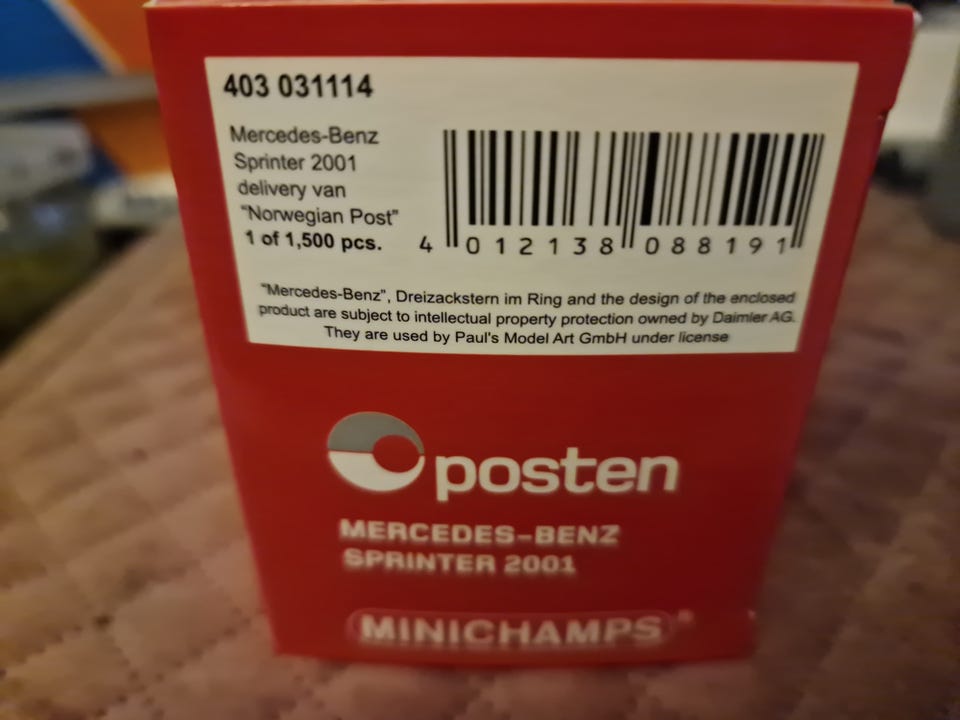 403 031114
Mercedes-Benz
Sprinter 2001
delivery van
"Norwegian Post"
1 of 1,500 pcs.
4 012138 088191
"Mercedes-Benz", Dreizackstern im Ring and the design of the enclosed
product are subject to intellectual property protection owned by Daimler AG.
They are used by Paul's Model Art GmbH under license
posten
MERCEDES-BENZ
SPRINTER 2001
MINICHAMPS®